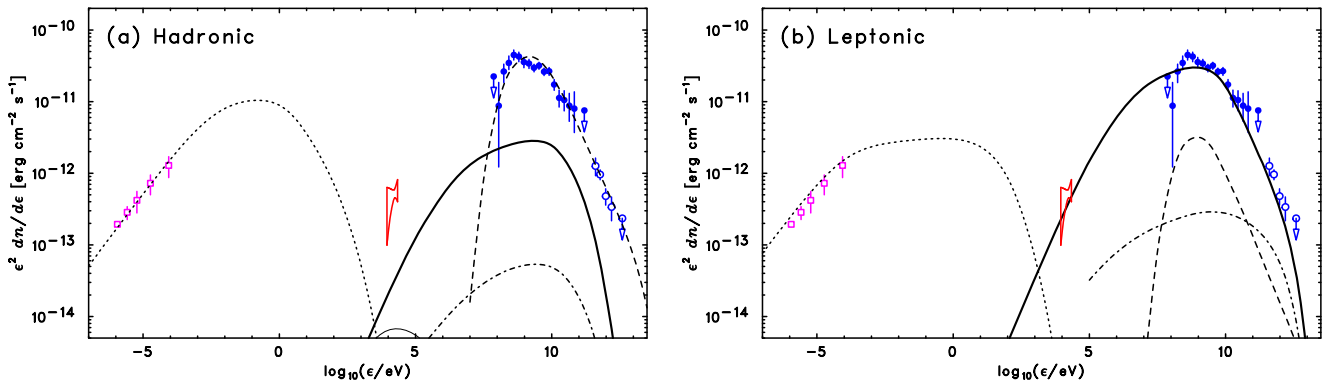 (a) Hadronic
10⁻¹⁰
10⁻¹¹
10⁻¹²
10⁻¹³
10⁻¹⁴
ϵ² dn/dϵ [erg cm⁻² s⁻¹]
−5 0 5 10
log₁₀(ϵ/eV)
(b) Leptonic
10⁻¹⁰
10⁻¹¹
10⁻¹²
10⁻¹³
10⁻¹⁴
ϵ² dn/dϵ [erg cm⁻² s⁻¹]
−5 0 5 10
log₁₀(ϵ/eV)